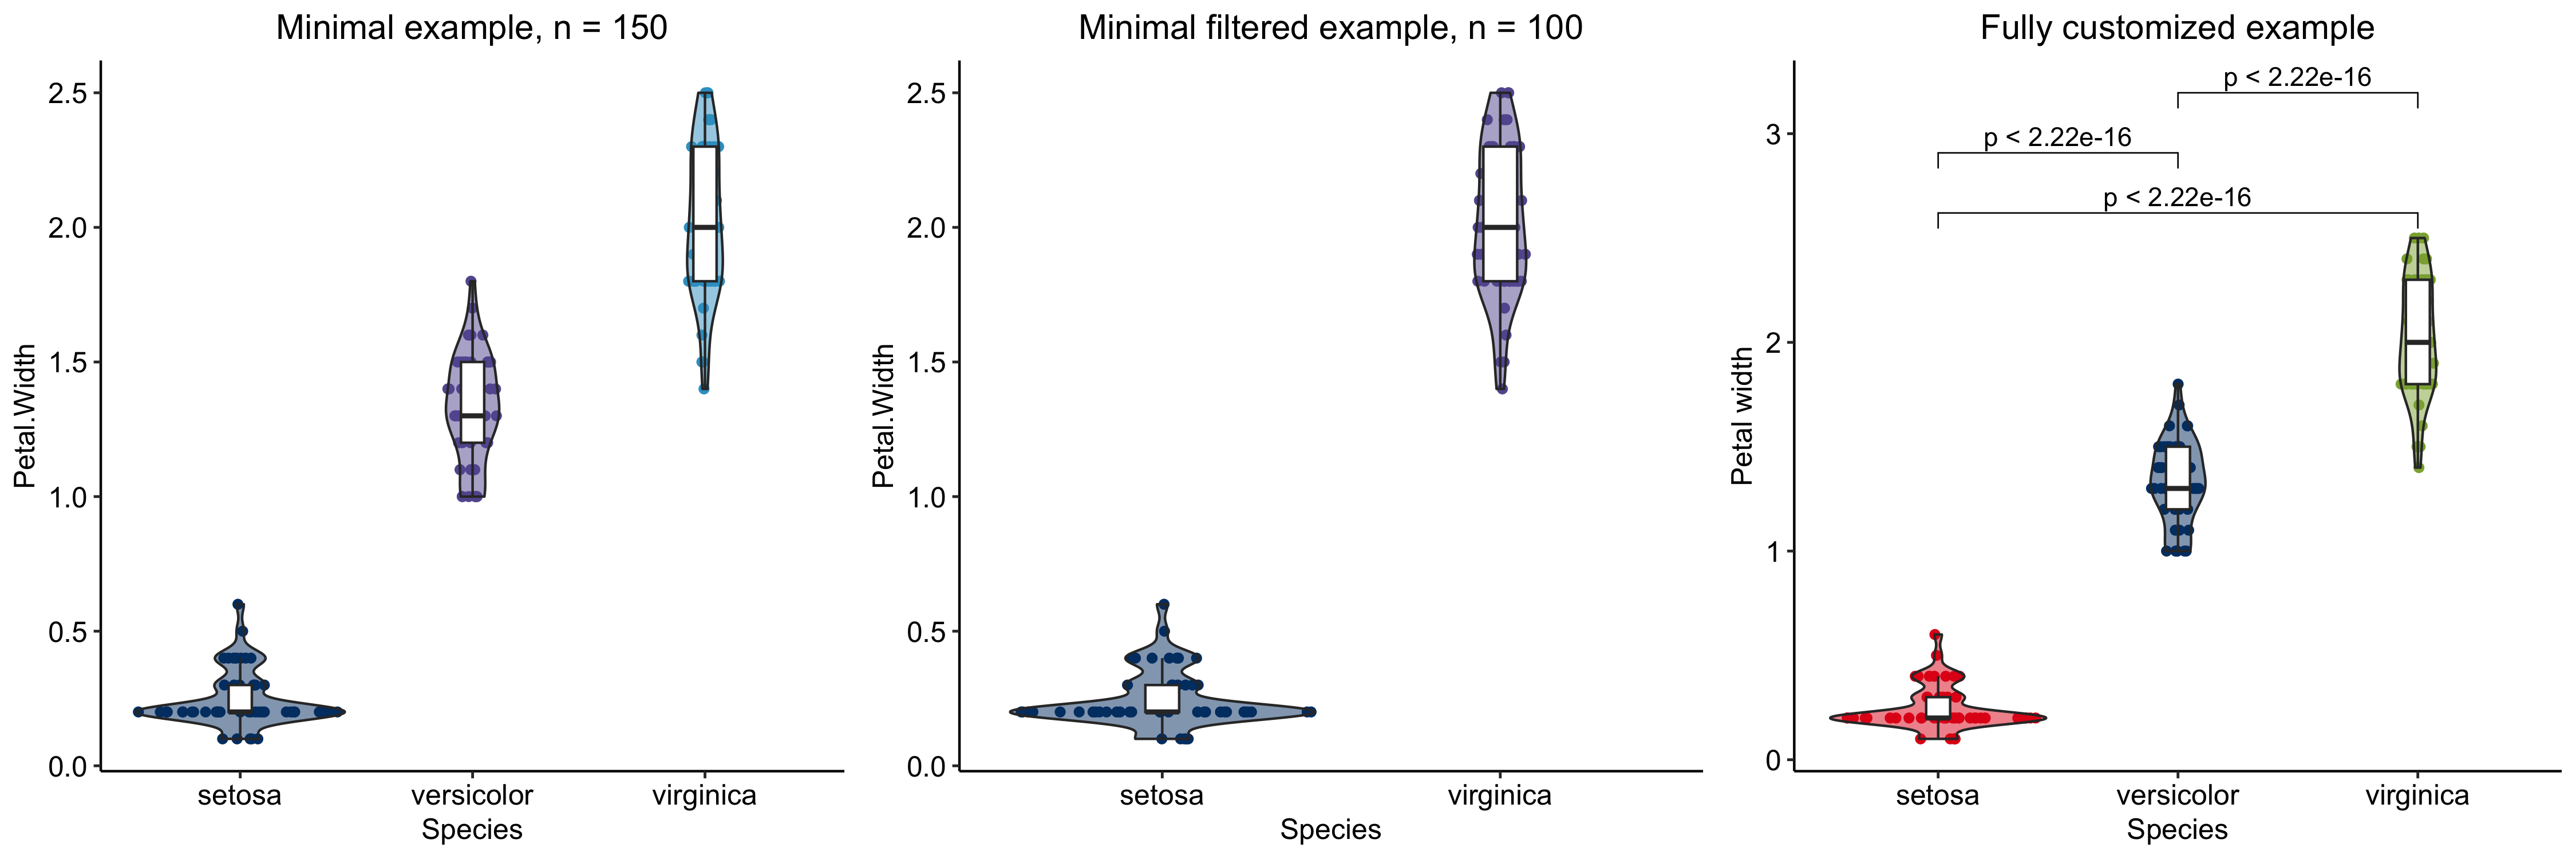 Minimal example, n = 150
2.5
2.0
1.5
1.0
0.5
0.0
Petal.Width
setosa versicolor virginica
Species
Minimal filtered example, n = 100
2.5
2.0
1.5
1.0
0.5
0.0
Petal.Width
setosa virginica
Species
Fully customized example
p < 2.22e-16
p < 2.22e-16
p < 2.22e-16
3
2
1
0
Petal width
setosa versicolor virginica
Species